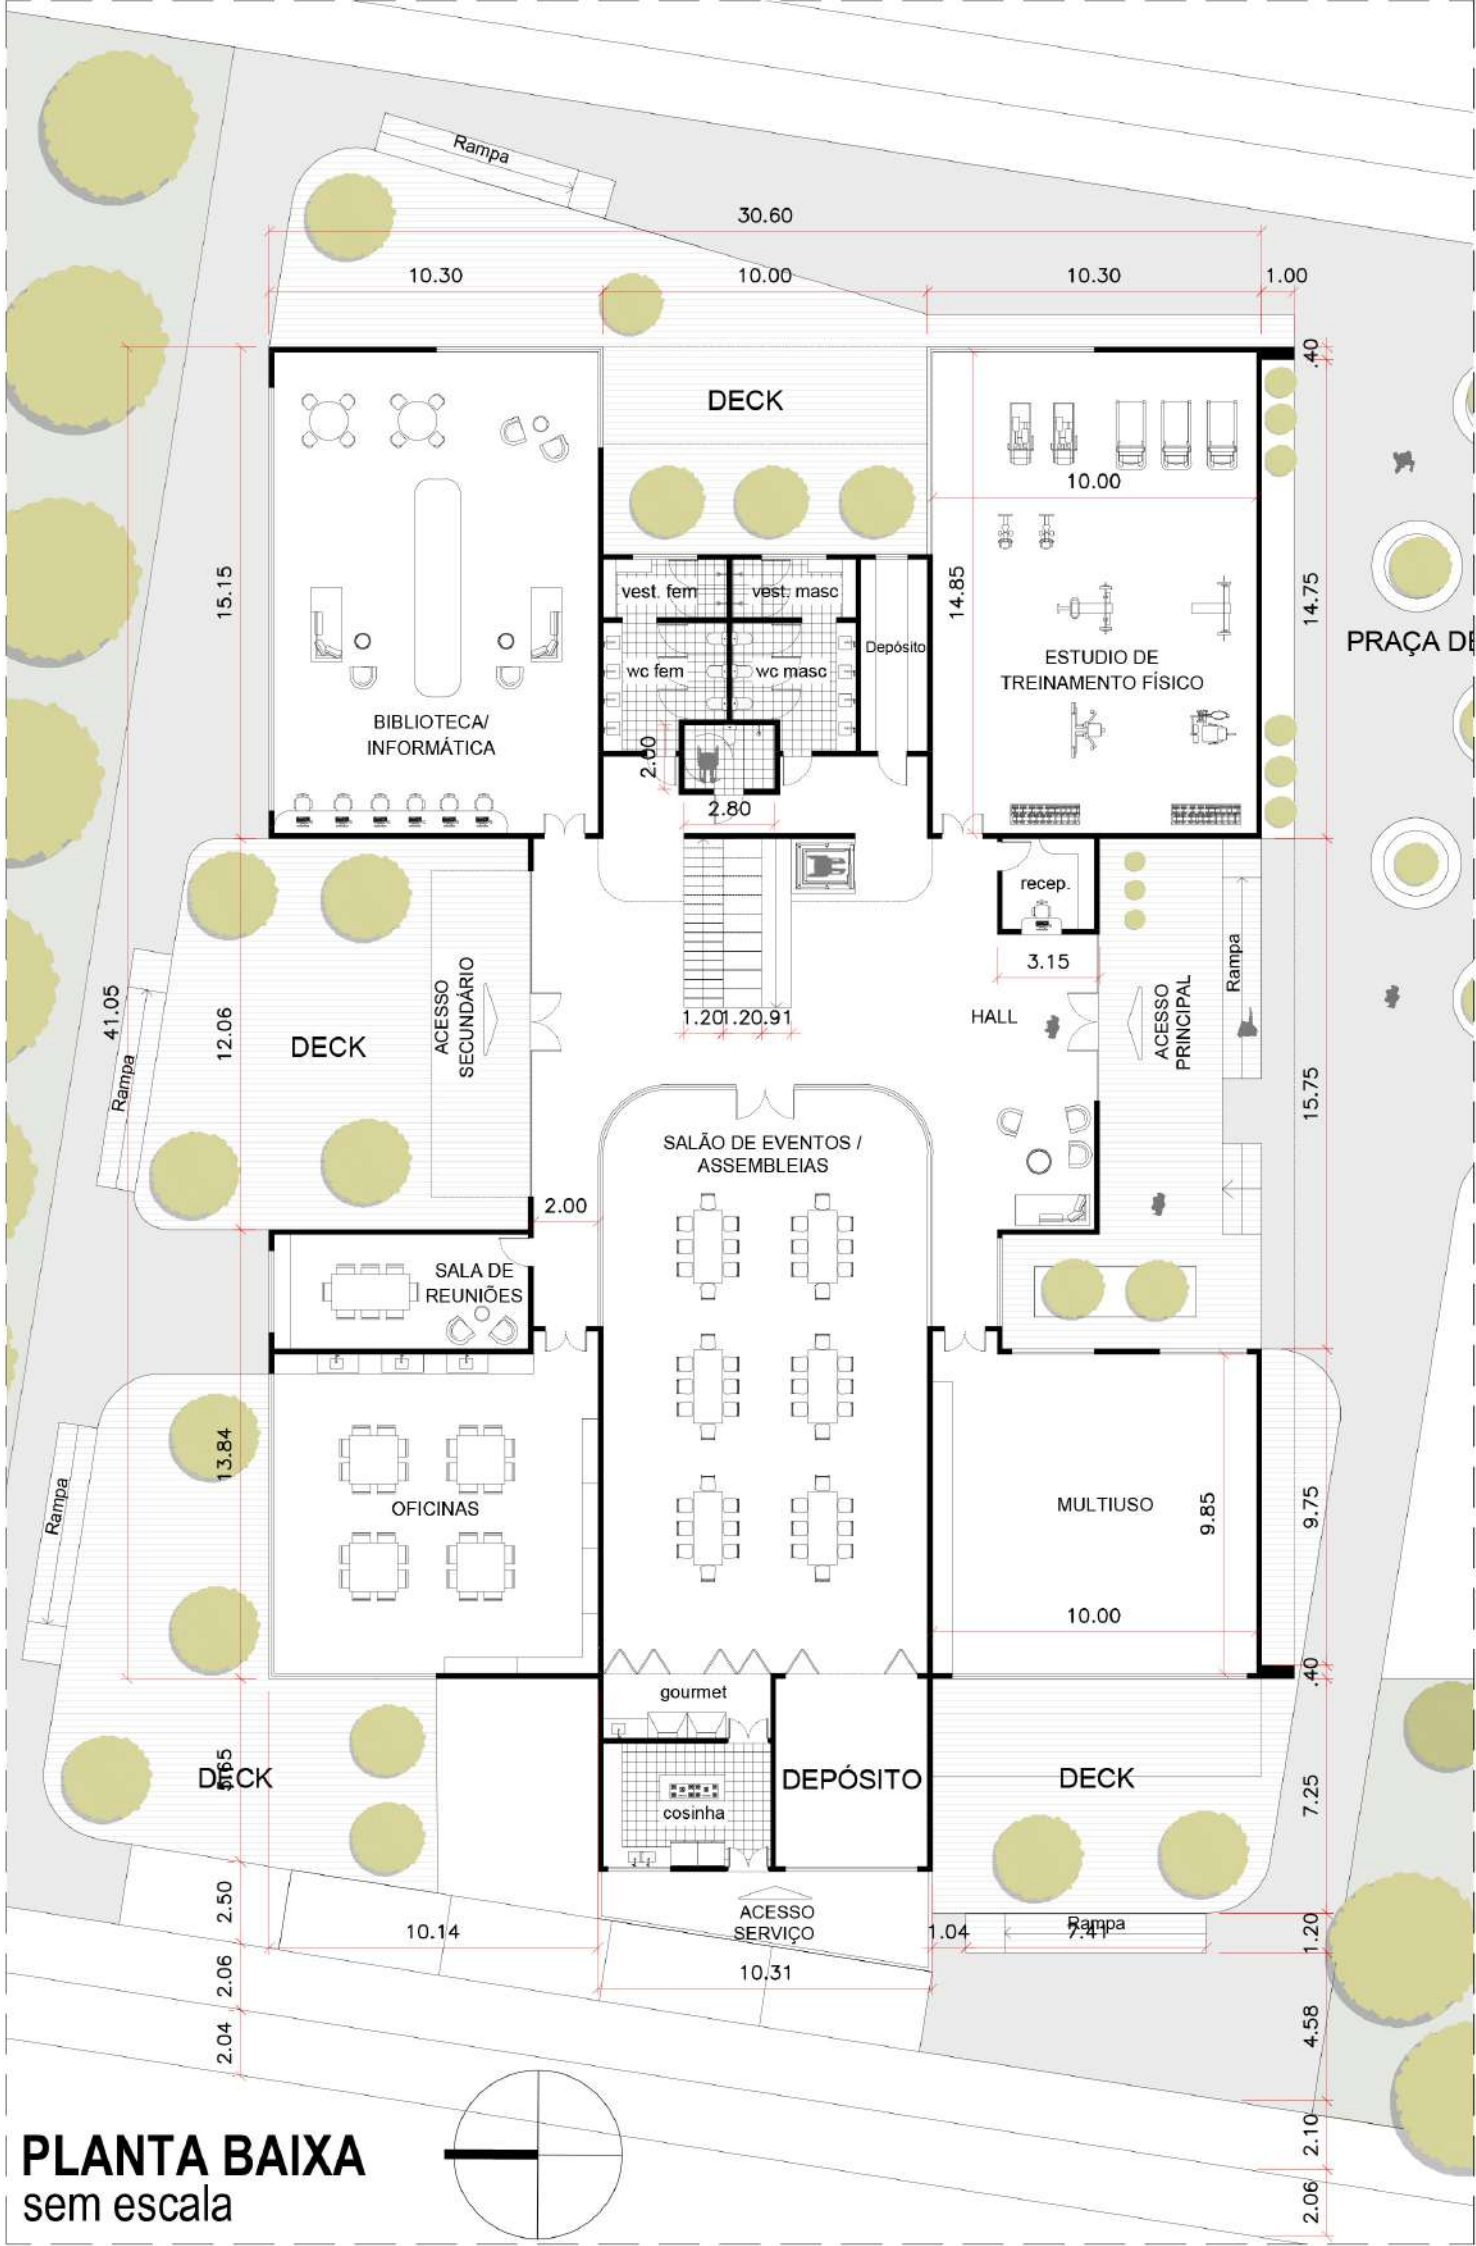 Rampa
30.60
10.30
10.00
10.30
1.00
.40
DECK
10.00
15.15
14.85
14.75
vest. fem
vest. masc
Depósito
wc fem
wc masc
PRAÇA DE
ESTUDIO DE
TREINAMENTO FÍSICO
BIBLIOTECA/
INFORMÁTICA
2.00
2.80
recep.
3.15
Rampa
ACESSO
PRINCIPAL
HALL
1.20
1.20
.91
41.05
12.06
DECK
ACESSO
SECUNDÁRIO
Rampa
15.75
SALÃO DE EVENTOS /
ASSEMBLEIAS
2.00
SALA DE
REUNIÕES
13.84
Rampa
OFICINAS
MULTIUSO
9.85
9.75
10.00
.40
gourmet
DECK
5.65
DEPÓSITO
DECK
7.25
cosinha
2.50
10.14
ACESSO
SERVIÇO
1.04
Rampa
7.41
1.20
10.31
2.06
2.04
4.58
2.10
2.06
PLANTA BAIXA
sem escala